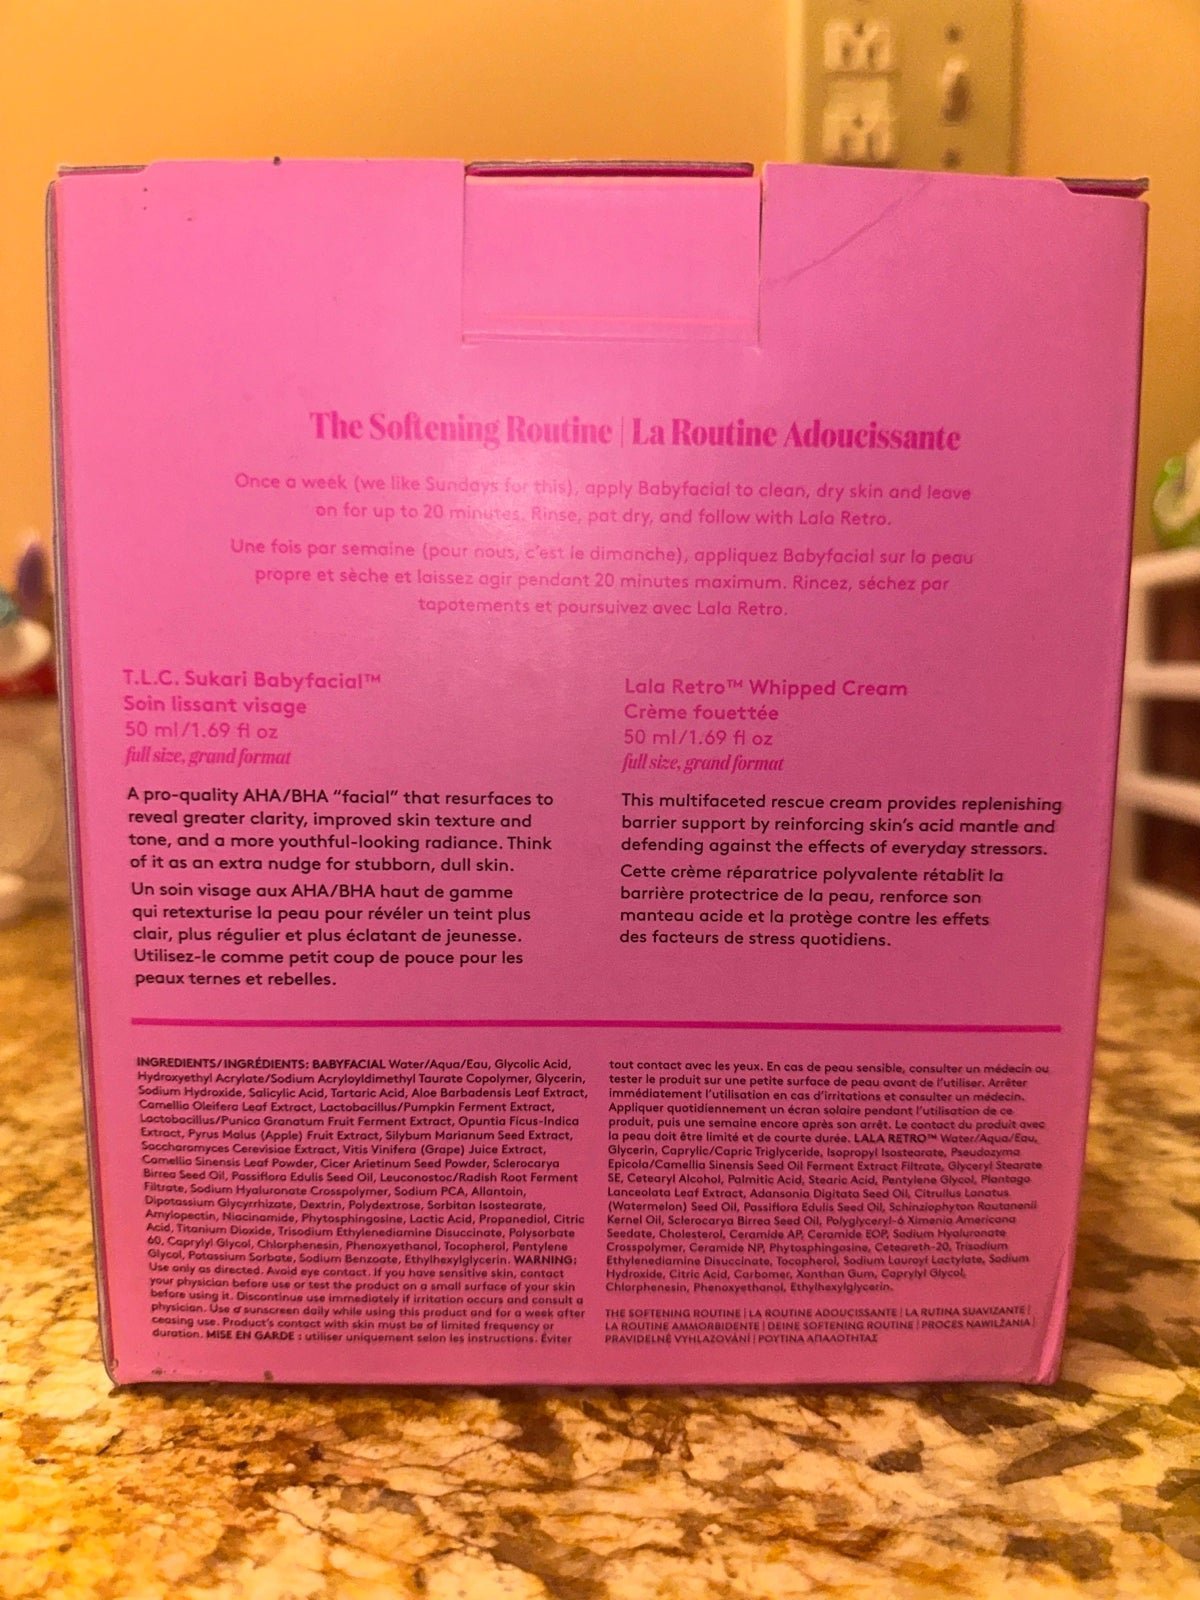 The Softening Routine | La Routine Adoucissante
Once a week (we like Sundays for this), apply Babyfacial to clean, dry skin and leave
on for up to 20 minutes. Rinse, pat dry, and follow with Lala Retro.
Une fois par semaine (pour nous, c'est le dimanche), appliquez Babyfacial sur la peau
propre et sèche et laissez agir pendant 20 minutes maximum. Rincez, séchez par
tapotements et poursuivez avec Lala Retro.
T.L.C. Sukari Babyfacial™
Soin lissant visage
50 ml/1.69 fl oz
full size, grand format
A pro-quality AHA/BHA “facial” that resurfaces to
reveal greater clarity, improved skin texture and
tone, and a more youthful-looking radiance. Think
of it as an extra nudge for stubborn, dull skin.
Un soin visage aux AHA/BHA haut de gamme
qui retexturise la peau pour révéler un teint plus
clair, plus régulier et plus éclatant de jeunesse.
Utilisez-le comme petit coup de pouce pour les
peaux ternes et rebelles.
Lala Retro™ Whipped Cream
Crème fouettée
50 ml/1.69 fl oz
full size, grand format
This multifaceted rescue cream provides replenishing
barrier support by reinforcing skin's acid mantle and
defending against the effects of everyday stressors.
Cette crème réparatrice polyvalente rétablit la
barrière protectrice de la peau, renforce son
manteau acide et la protège contre les effets
des facteurs de stress quotidiens.
INGREDIENTS/INGRÉDIENTS: BABYFACIAL Water/Aqua/Eau, Glycolic Acid,
Hydroxyethyl Acrylate/Sodium Acryloyldimethyl Taurate Copolymer, Glycerin,
Sodium Hydroxide, Salicylic Acid, Tartaric Acid, Aloe Barbadensis Leaf Extract,
Camellia Oleifera Leaf Extract, Lactobacillus/Pumpkin Ferment Extract,
Lactobacillus/Punica Granatum Fruit Ferment Extract, Opuntia Ficus-Indica
Extract, Pyrus Malus (Apple) Fruit Extract, Silybum Marianum Seed Extract,
Saccharomyces Cerevisiae Extract, Vitis Vinifera (Grape) Juice Extract,
Camellia Sinensis Leaf Powder, Cicer Arietinum Seed Powder, Sclerocarya
Birrea Seed Oil, Passiflora Edulis Seed Oil, Leuconostoc/Radish Root Ferment
Filtrate, Sodium Hyaluronate Crosspolymer, Sodium PCA, Allantoin,
Dipotassium Glycyrrhizate, Dextrin, Polydextrose, Sorbitan Isostearate,
Amylopectin, Niacinamide, Phytosphingosine, Lactic Acid, Propanediol, Citric
Acid, Titanium Dioxide, Trisodium Ethylenediamine Disuccinate, Polysorbate
60, Caprylyl Glycol, Chlorphenesin, Phenoxyethanol, Tocopherol, Pentylene
Glycol, Potassium Sorbate, Sodium Benzoate, Ethylhexylglycerin. WARNING:
Use only as directed. Avoid eye contact. If you have sensitive skin, contact
your physician before use or test the product on a small surface of your skin
before using it. Discontinue use immediately if irritation occurs and consult a
physician. Use a sunscreen daily while using this product and for a week after
ceasing use. Product's contact with skin must be of limited frequency or
duration. MISE EN GARDE : utiliser uniquement selon les instructions. Éviter
tout contact avec les yeux. En cas de peau sensible, consulter un médecin ou
tester le produit sur une petite surface de peau avant de l'utiliser. Arrêter
immédiatement l'utilisation en cas d'irritations et consulter un médecin.
Appliquer quotidiennement un écran solaire pendant l'utilisation de ce
produit, puis une semaine encore après son arrêt. Le contact du produit avec
la peau doit être limité et de courte durée. LALA RETRO™ Water/Aqua/Eau,
Glycerin, Caprylic/Capric Triglyceride, Isopropyl Isostearate, Pseudozyma
Epicola/Camellia Sinensis Seed Oil Ferment Extract Filtrate, Glyceryl Stearate
SE, Cetearyl Alcohol, Palmitic Acid, Stearic Acid, Pentylene Glycol, Plantago
Lanceolata Leaf Extract, Adansonia Digitata Seed Oil, Citrullus Lanatus
(Watermelon) Seed Oil, Passiflora Edulis Seed Oil, Schinziophyton Rautanenii
Kernel Oil, Sclerocarya Birrea Seed Oil, Polyglyceryl-6 Ximenia Americana
Seedate, Cholesterol, Ceramide AP, Ceramide EOP, Sodium Hyaluronate
Crosspolymer, Ceramide NP, Phytosphingosine, Ceteareth-20, Trisodium
Ethylenediamine Disuccinate, Tocopherol, Sodium Lauroyl Lactylate, Sodium
Hydroxide, Citric Acid, Carbomer, Xanthan Gum, Caprylyl Glycol,
Chlorphenesin, Phenoxyethanol, Ethylhexylglycerin.
THE SOFTENING ROUTINE | LA ROUTINE ADOUCISSANTE | LA RUTINA SUAVIZANTE |
LA ROUTINE AMMORBIDENTE | DEINE SOFTENING ROUTINE | PROCES NAWILŻANIA |
PRAVIDELNÉ VYHLAZOVÁNÍ | ΡΟΥΤΙΝΑ ΑΠΑΛΟΤΗΤΑΣ